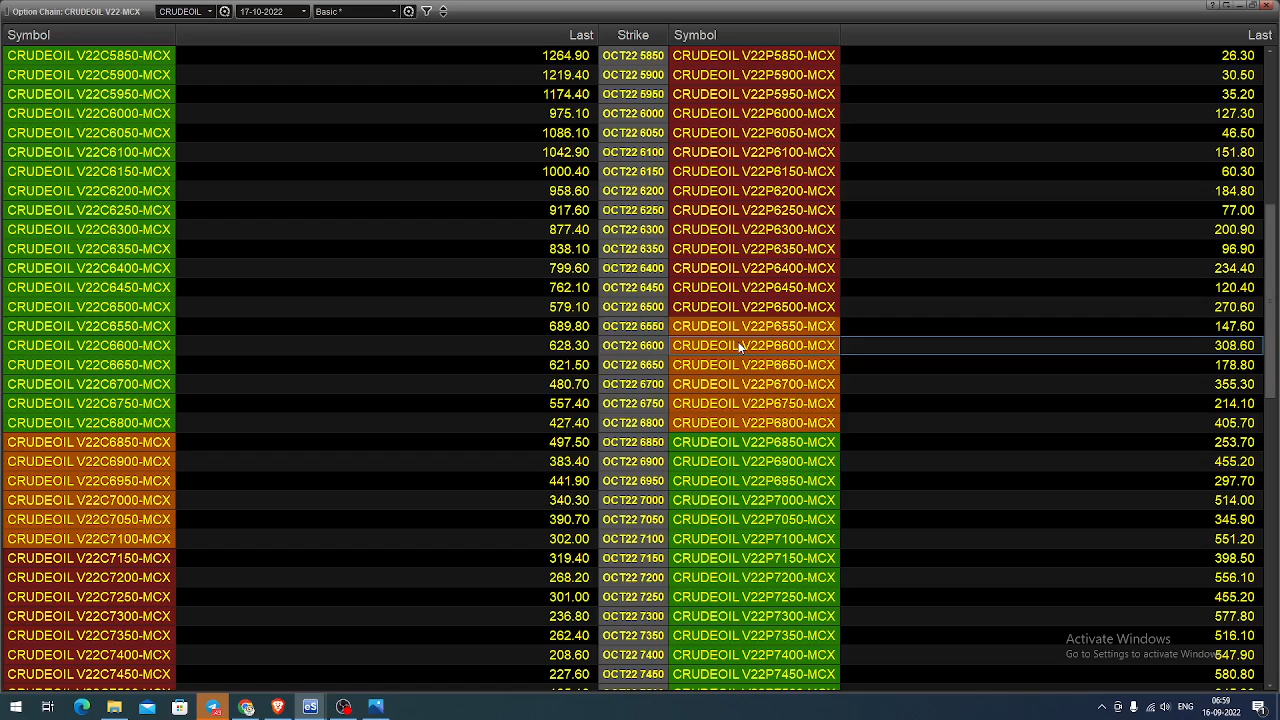 Option Chain: CRUDEOIL V22-MCX CRUDEOIL 17-10-2022 Basic*
Symbol Last Strike Symbol Last
CRUDEOIL V22C5850-MCX 1264.90 OCT22 5850 CRUDEOIL V22P5850-MCX 26.30
CRUDEOIL V22C5900-MCX 1219.40 OCT22 5900 CRUDEOIL V22P5900-MCX 30.50
CRUDEOIL V22C5950-MCX 1174.40 OCT22 5950 CRUDEOIL V22P5950-MCX 35.20
CRUDEOIL V22C6000-MCX 975.10 OCT22 6000 CRUDEOIL V22P6000-MCX 127.30
CRUDEOIL V22C6050-MCX 1086.10 OCT22 6050 CRUDEOIL V22P6050-MCX 46.50
CRUDEOIL V22C6100-MCX 1042.90 OCT22 6100 CRUDEOIL V22P6100-MCX 151.80
CRUDEOIL V22C6150-MCX 1000.40 OCT22 6150 CRUDEOIL V22P6150-MCX 60.30
CRUDEOIL V22C6200-MCX 958.60 OCT22 6200 CRUDEOIL V22P6200-MCX 184.80
CRUDEOIL V22C6250-MCX 917.60 OCT22 6250 CRUDEOIL V22P6250-MCX 77.00
CRUDEOIL V22C6300-MCX 877.40 OCT22 6300 CRUDEOIL V22P6300-MCX 200.90
CRUDEOIL V22C6350-MCX 838.10 OCT22 6350 CRUDEOIL V22P6350-MCX 96.90
CRUDEOIL V22C6400-MCX 799.60 OCT22 6400 CRUDEOIL V22P6400-MCX 234.40
CRUDEOIL V22C6450-MCX 762.10 OCT22 6450 CRUDEOIL V22P6450-MCX 120.40
CRUDEOIL V22C6500-MCX 579.10 OCT22 6500 CRUDEOIL V22P6500-MCX 270.60
CRUDEOIL V22C6550-MCX 689.80 OCT22 6550 CRUDEOIL V22P6550-MCX 147.60
CRUDEOIL V22C6600-MCX 628.30 OCT22 6600 CRUDEOIL V22P6600-MCX 308.60
CRUDEOIL V22C6650-MCX 621.50 OCT22 6650 CRUDEOIL V22P6650-MCX 178.80
CRUDEOIL V22C6700-MCX 480.70 OCT22 6700 CRUDEOIL V22P6700-MCX 355.30
CRUDEOIL V22C6750-MCX 557.40 OCT22 6750 CRUDEOIL V22P6750-MCX 214.10
CRUDEOIL V22C6800-MCX 427.40 OCT22 6800 CRUDEOIL V22P6800-MCX 405.70
CRUDEOIL V22C6850-MCX 497.50 OCT22 6850 CRUDEOIL V22P6850-MCX 253.70
CRUDEOIL V22C6900-MCX 383.40 OCT22 6900 CRUDEOIL V22P6900-MCX 455.20
CRUDEOIL V22C6950-MCX 441.90 OCT22 6950 CRUDEOIL V22P6950-MCX 297.70
CRUDEOIL V22C7000-MCX 340.30 OCT22 7000 CRUDEOIL V22P7000-MCX 514.00
CRUDEOIL V22C7050-MCX 390.70 OCT22 7050 CRUDEOIL V22P7050-MCX 345.90
CRUDEOIL V22C7100-MCX 302.00 OCT22 7100 CRUDEOIL V22P7100-MCX 551.20
CRUDEOIL V22C7150-MCX 319.40 OCT22 7150 CRUDEOIL V22P7150-MCX 398.50
CRUDEOIL V22C7200-MCX 268.20 OCT22 7200 CRUDEOIL V22P7200-MCX 556.10
CRUDEOIL V22C7250-MCX 301.00 OCT22 7250 CRUDEOIL V22P7250-MCX 455.20
CRUDEOIL V22C7300-MCX 236.80 OCT22 7300 CRUDEOIL V22P7300-MCX 577.80
CRUDEOIL V22C7350-MCX 262.40 OCT22 7350 CRUDEOIL V22P7350-MCX 516.10
CRUDEOIL V22C7400-MCX 208.60 OCT22 7400 CRUDEOIL V22P7400-MCX 547.90
CRUDEOIL V22C7450-MCX 227.60 OCT22 7450 CRUDEOIL V22P7450-MCX 580.80
Activate Windows
Go to Settings to activate Windows.
ENG 06:59
16-09-2022